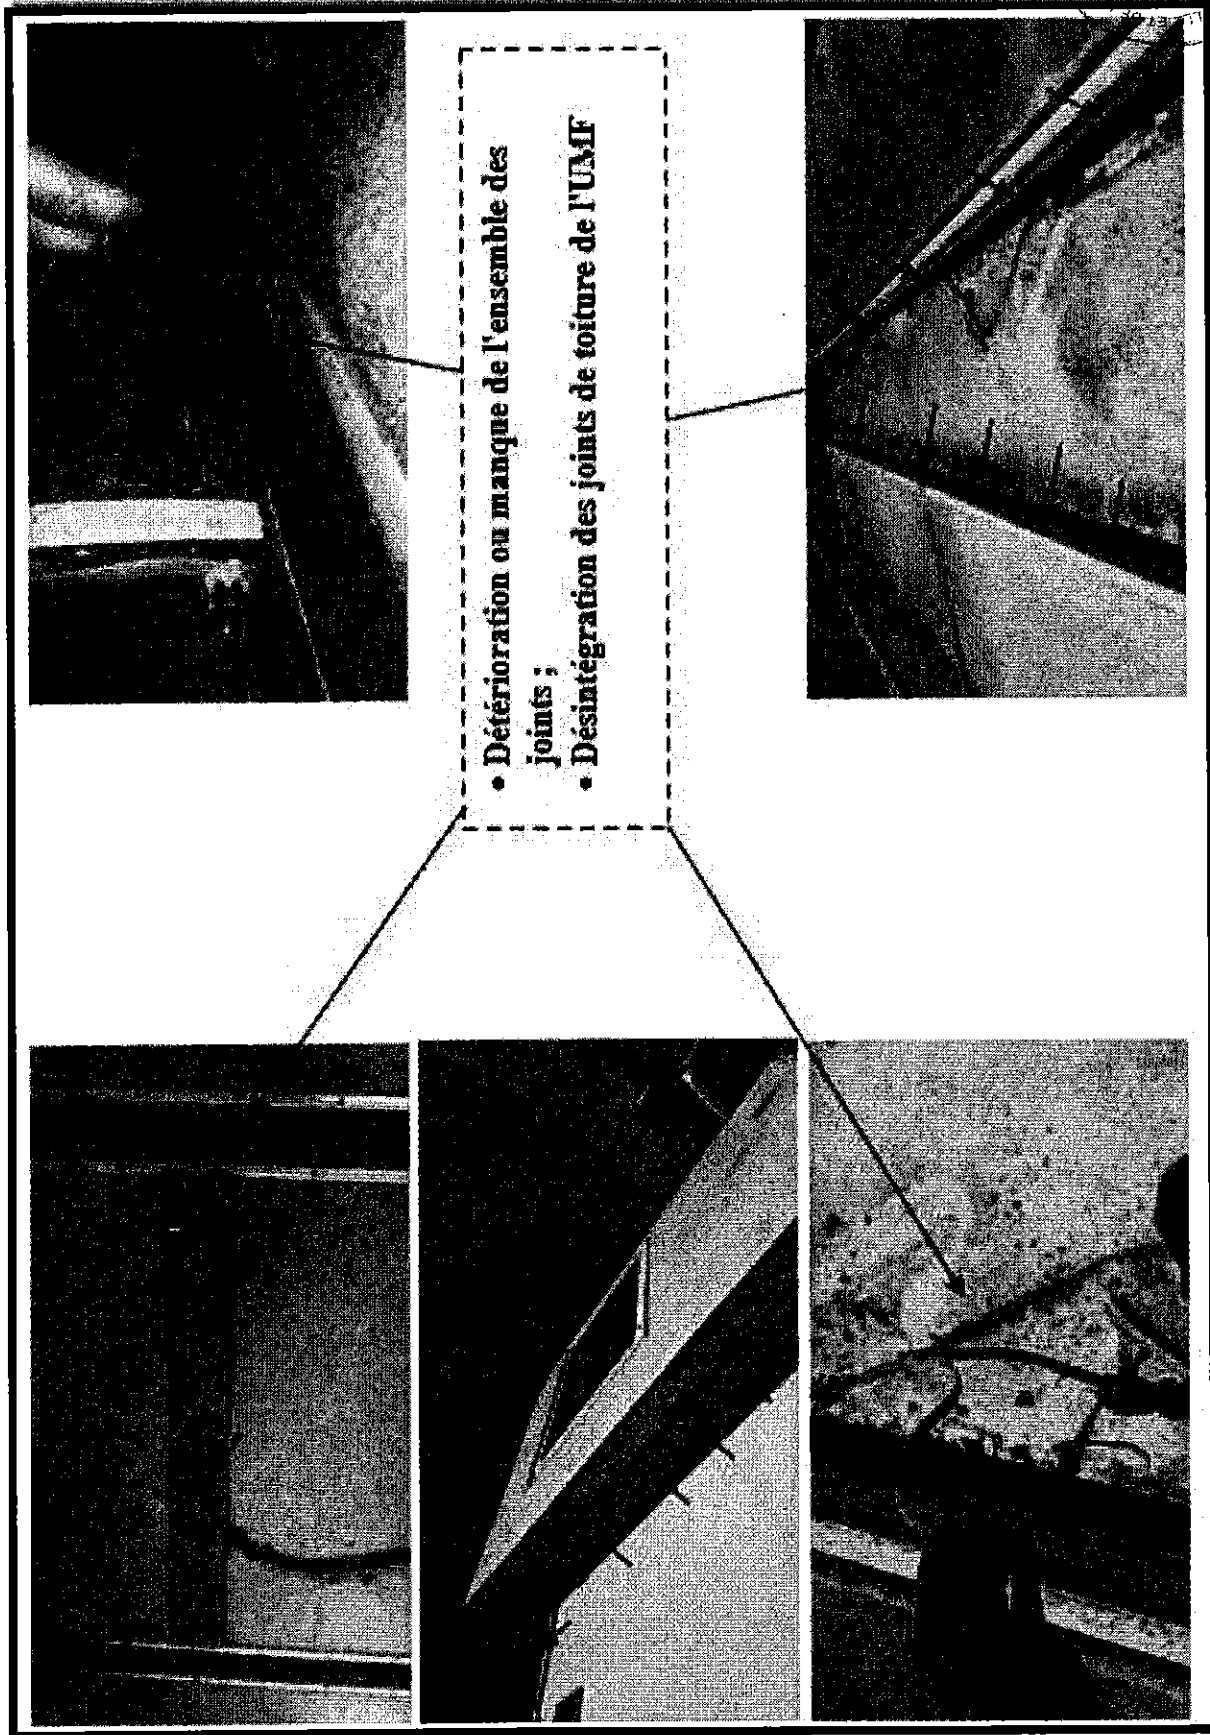 • Détérioration ou manque de l'ensemble des
joints ;
• Désintégration des joints de toiture de l'UMF